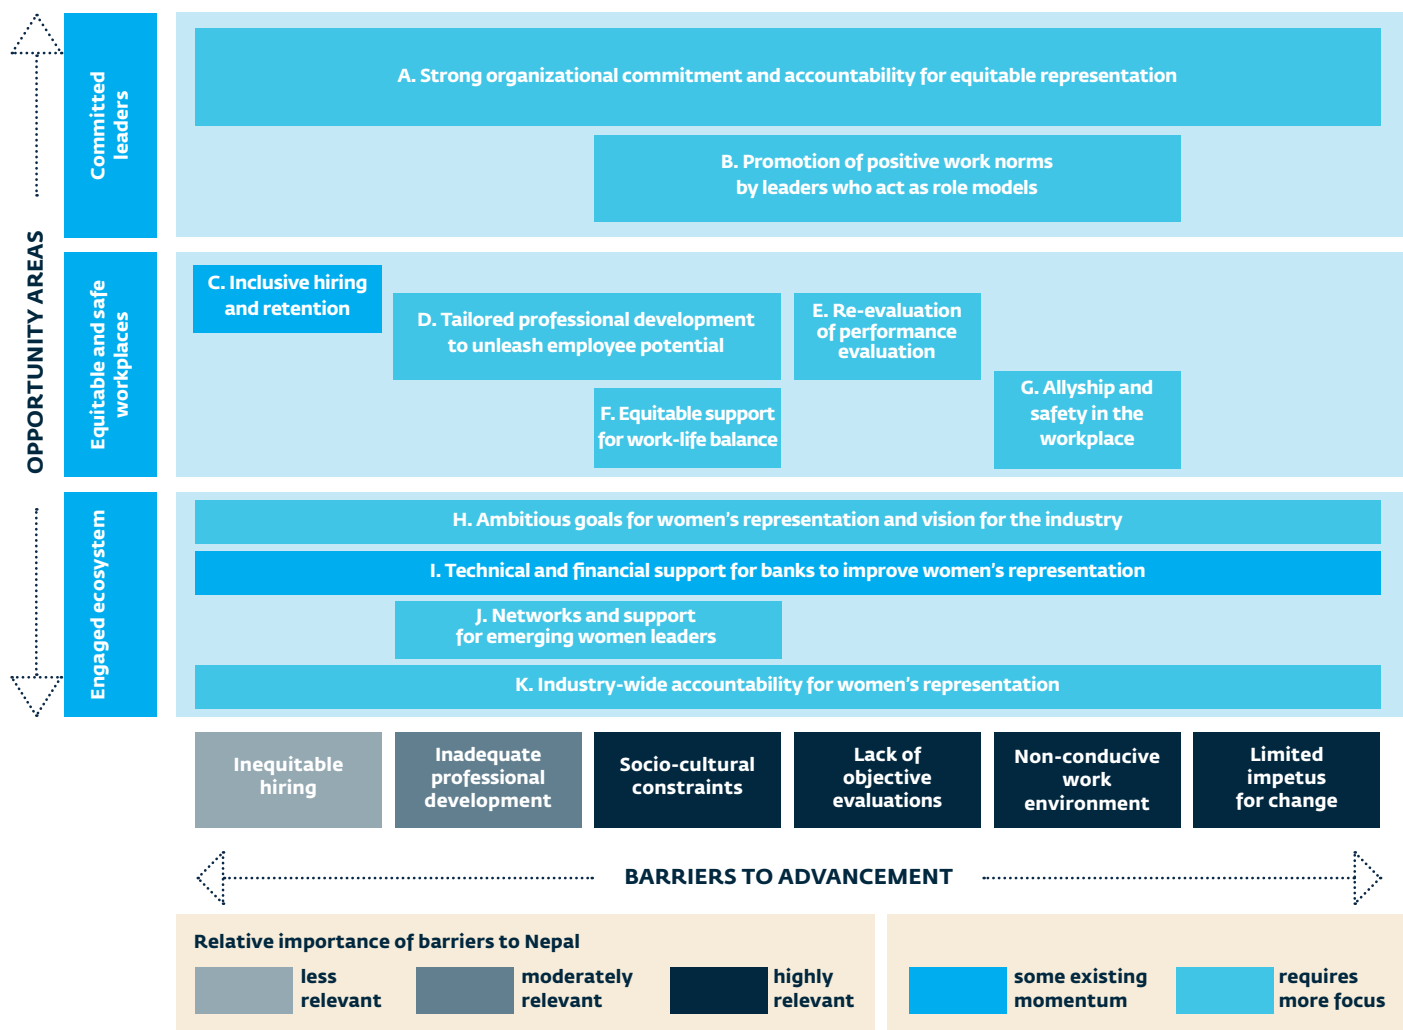 OPPORTUNITY AREAS
Committed
leaders
A. Strong organizational commitment and accountability for equitable representation
B. Promotion of positive work norms
by leaders who act as role models
Equitable and safe
workplaces
C. Inclusive hiring
and retention
D. Tailored professional development
to unleash employee potential
E. Re-evaluation
of performance
evaluation
F. Equitable support
for work-life balance
G. Allyship and
safety in the
workplace
Engaged ecosystem
H. Ambitious goals for women’s representation and vision for the industry
I. Technical and financial support for banks to improve women’s representation
J. Networks and support
for emerging women leaders
K. Industry-wide accountability for women’s representation
Inequitable
hiring
Inadequate
professional
development
Socio-cultural
constraints
Lack of
objective
evaluations
Non-conducive
work
environment
Limited
impetus
for change
BARRIERS TO ADVANCEMENT
Relative importance of barriers to Nepal
less
relevant
moderately
relevant
highly
relevant
some existing
momentum
requires
more focus